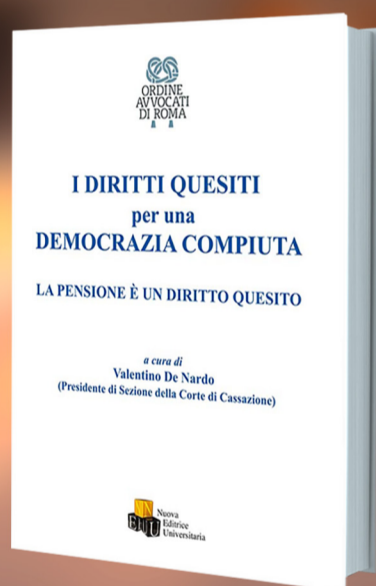 ORDINE
AVVOCATI
DI ROMA
I DIRITTI QUESITI
per una
DEMOCRAZIA COMPIUTA
LA PENSIONE È UN DIRITTO QUESITO
a cura di
Valentino De Nardo
(Presidente di Sezione della Corte di Cassazione)
NEU
Nuova
Editrice
Universitaria